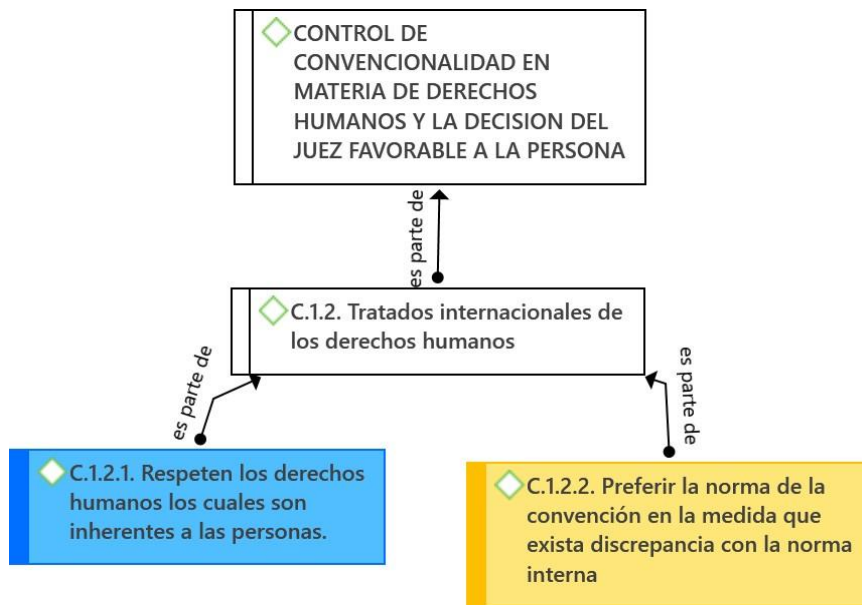 CONTROL DE
CONVENCIONALIDAD EN
MATERIA DE DERECHOS
HUMANOS Y LA DECISION DEL
JUEZ FAVORABLE A LA PERSONA
es parte de
C.1.2. Tratados internacionales de
los derechos humanos
es parte de
es parte de
C.1.2.1. Respeten los derechos
humanos los cuales son
inherentes a las personas.
C.1.2.2. Preferir la norma de la
convención en la medida que
exista discrepancia con la norma
interna